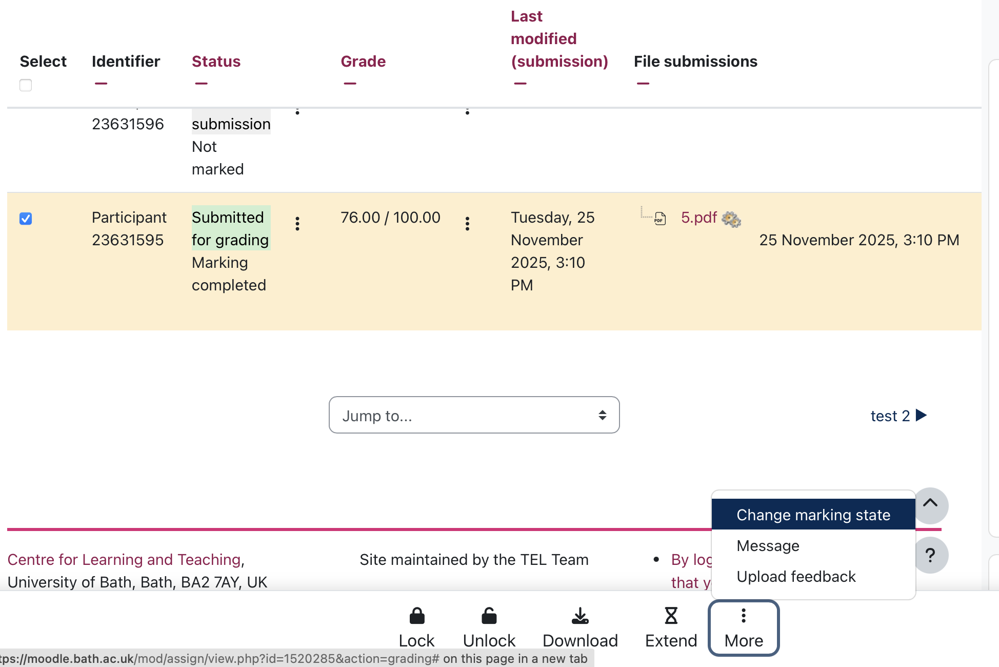 Last
modified
Select Identifier Status Grade (submission) File submissions
23631596 submission
Not
marked
Participant Submitted 76.00 / 100.00 Tuesday, 25 PDF 5.pdf
23631595 for grading November 25 November 2025, 3:10 PM
Marking 2025, 3:10
completed PM
Jump to...
test 2
Change marking state
Message
Upload feedback
Centre for Learning and Teaching, Site maintained by the TEL Team • By log
University of Bath, Bath, BA2 7AY, UK that y
?
Lock Unlock Download Extend More
tps://moodle.bath.ac.uk/mod/assign/view.php?id=1520285&action=grading# on this page in a new tab